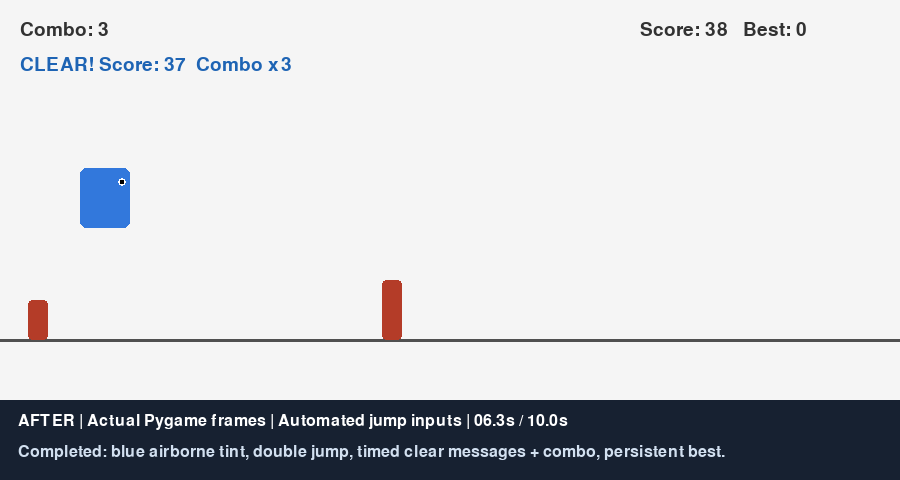 Combo: 3
Score: 38 Best: 0
CLEAR! Score: 37 Combo x3
AFTER | Actual Pygame frames | Automated jump inputs | 06.3s / 10.0s
Completed: blue airborne tint, double jump, timed clear messages + combo, persistent best.